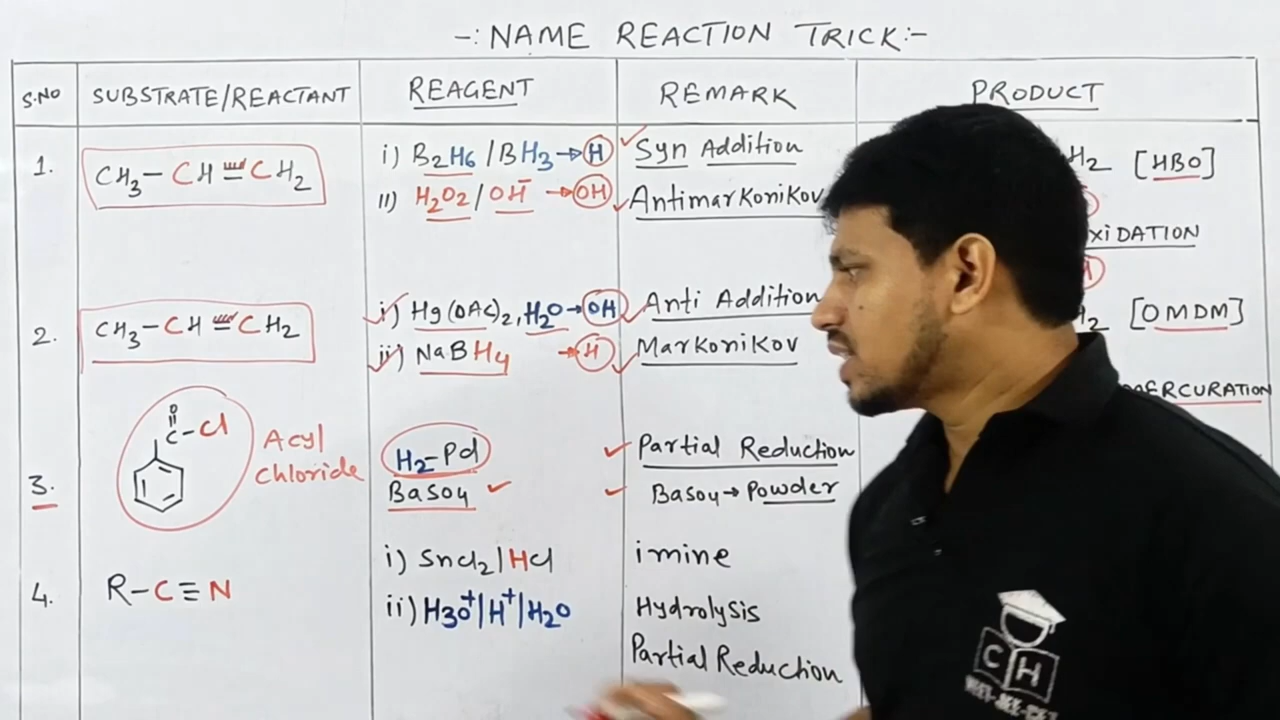 -: NAME REACTION TRICK :-
S.NO SUBSTRATE/REACTANT REAGENT REMARK PRODUCT
1. CH3-CH=CH2 i) B2H6/BH3→H Syn Addition H2 [HBO]
ii) H2O2/OH⁻→OH AntimarKoniKov
xiDATION
2. CH3-CH=CH2 i) Hg(OAc)2, H2O→OH Anti Addition H2 [OMDM]
ii) NaBH4→H MarKoniKov
MERCURATION
O
C-Cl Acyl chloride
3. H2-Pd Partial Reduction
BaSO4 BaSO4→Powder
4. R-C≡N i) SnCl2/HCl imine
ii) H3O⁺/H⁺/H2O Hydrolysis
Partial Reduction
C H